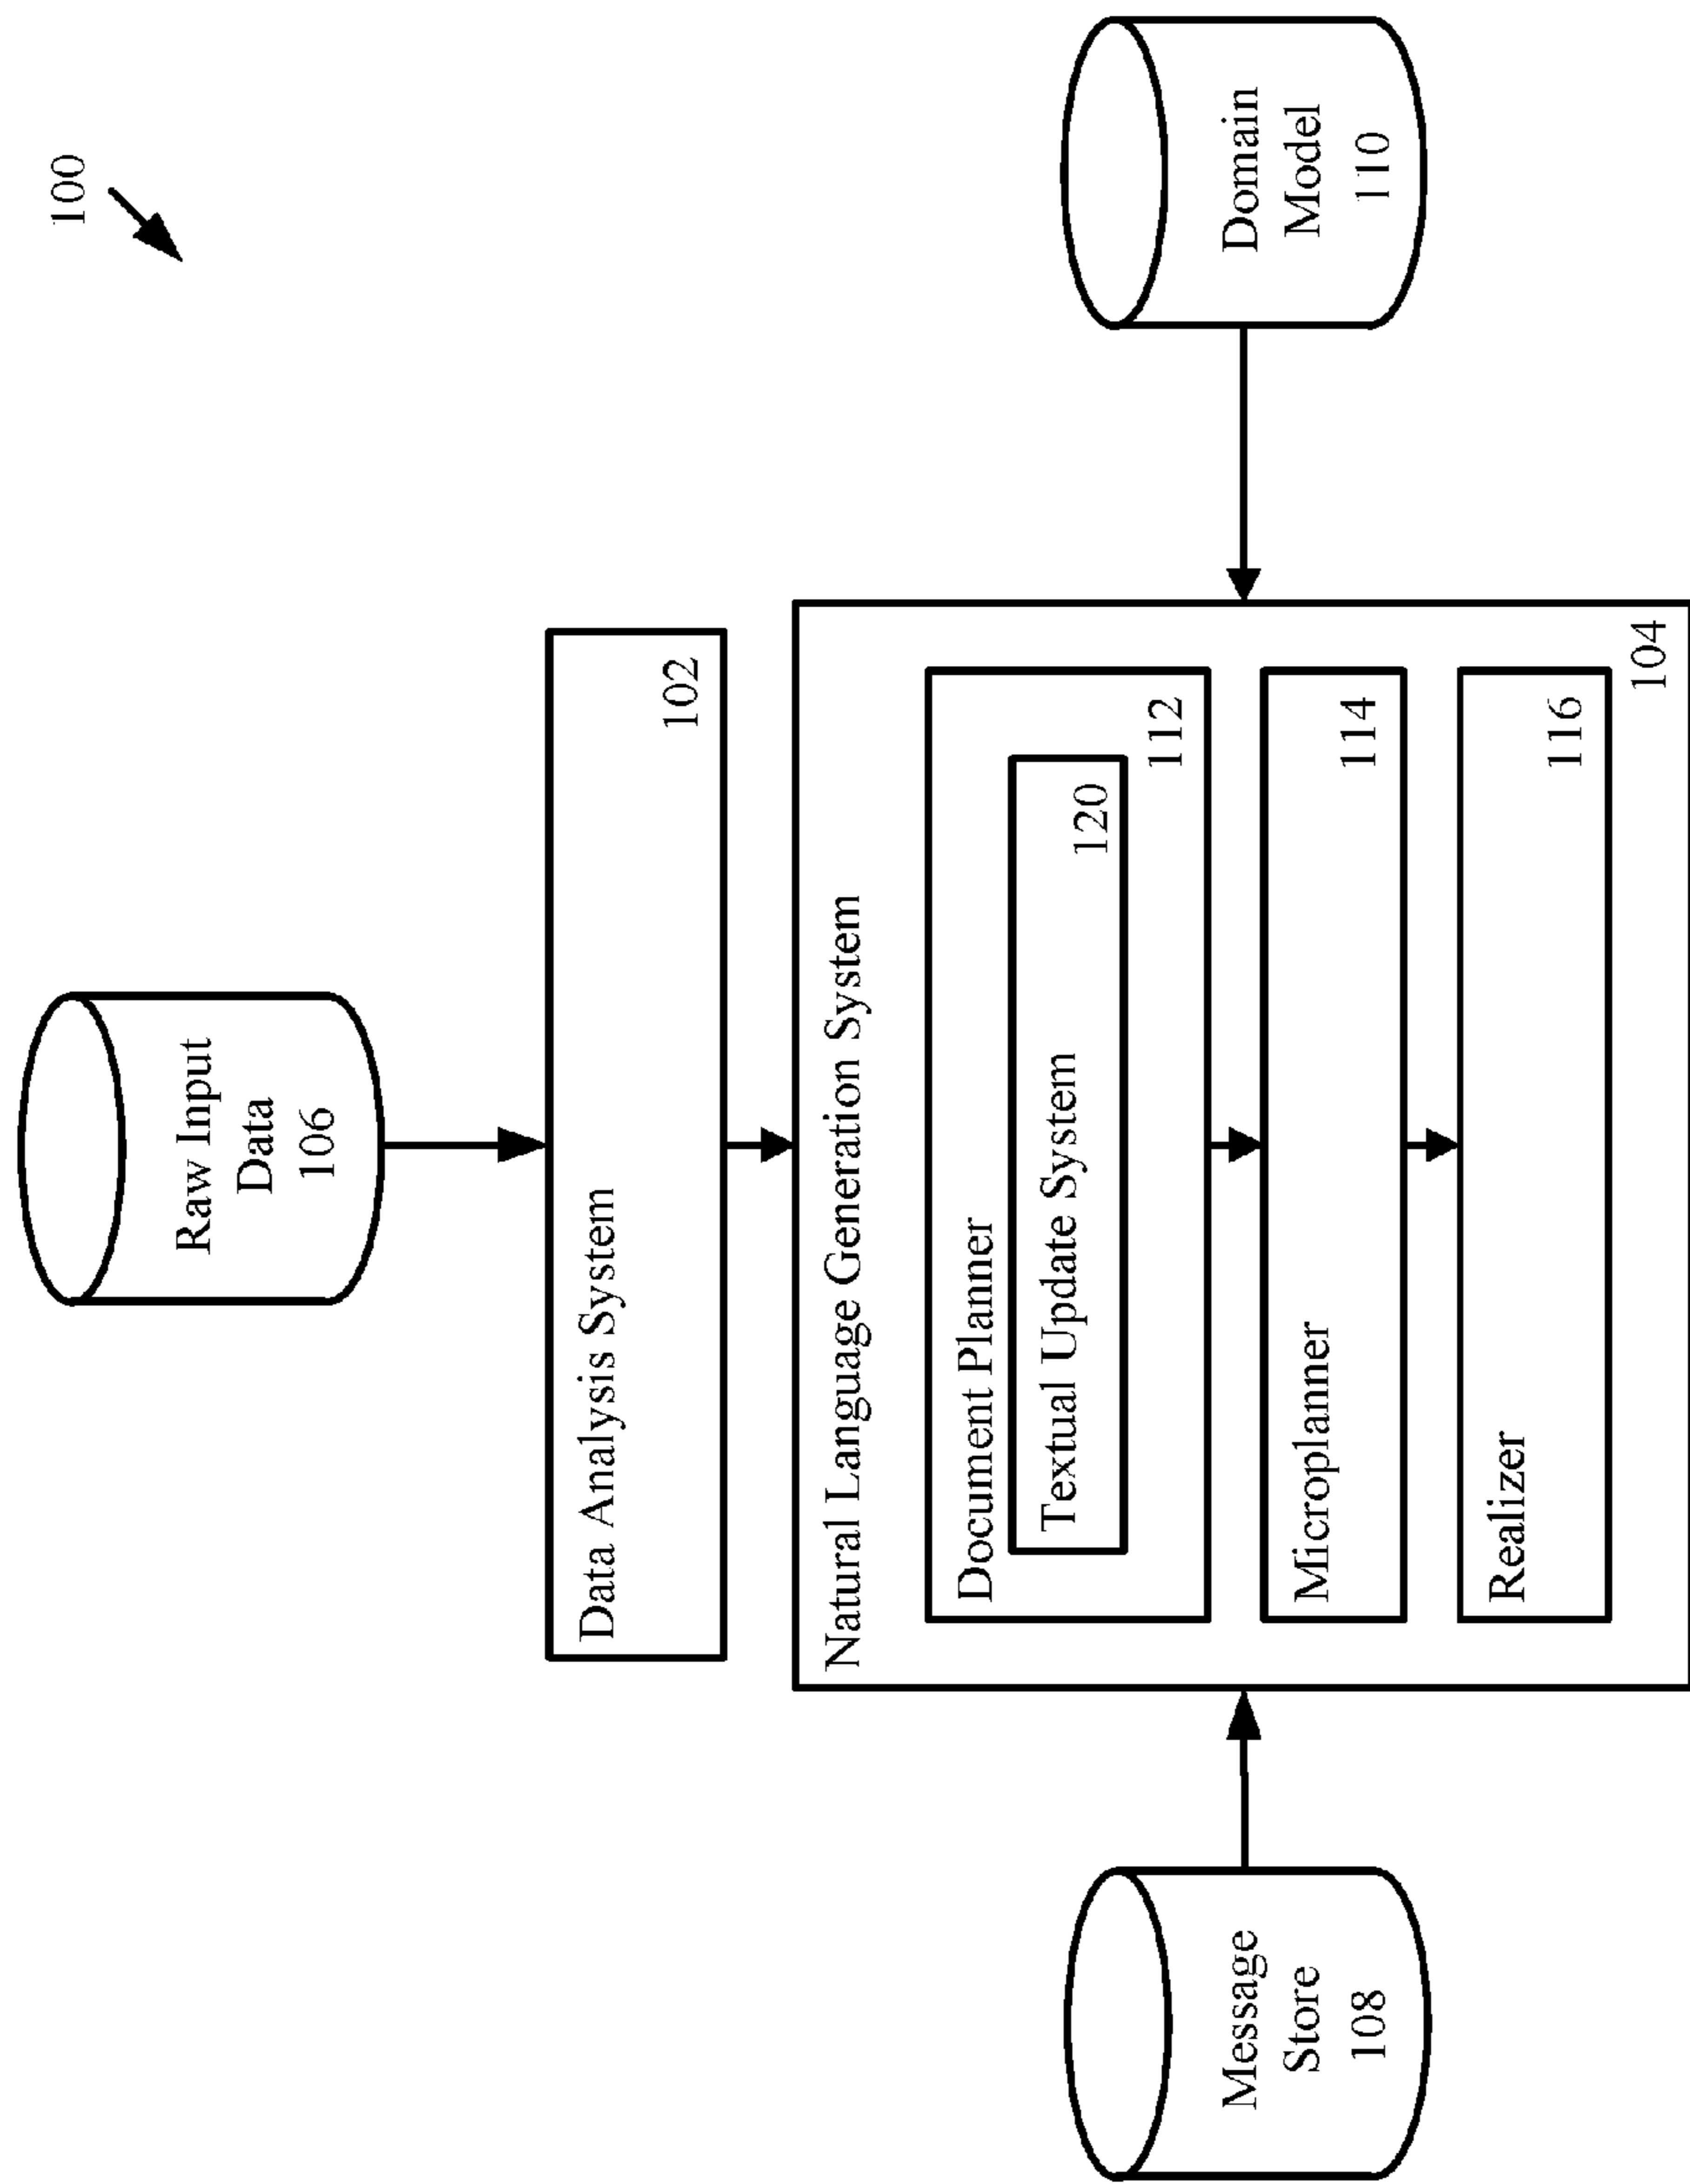 100
Raw Input
Data
106
Data Analysis System
102
Natural Language Generation System
Document Planner
Textual Update System
120
112
Microplanner
114
Realizer
116
104
Message
Store
108
Domain
Model
110